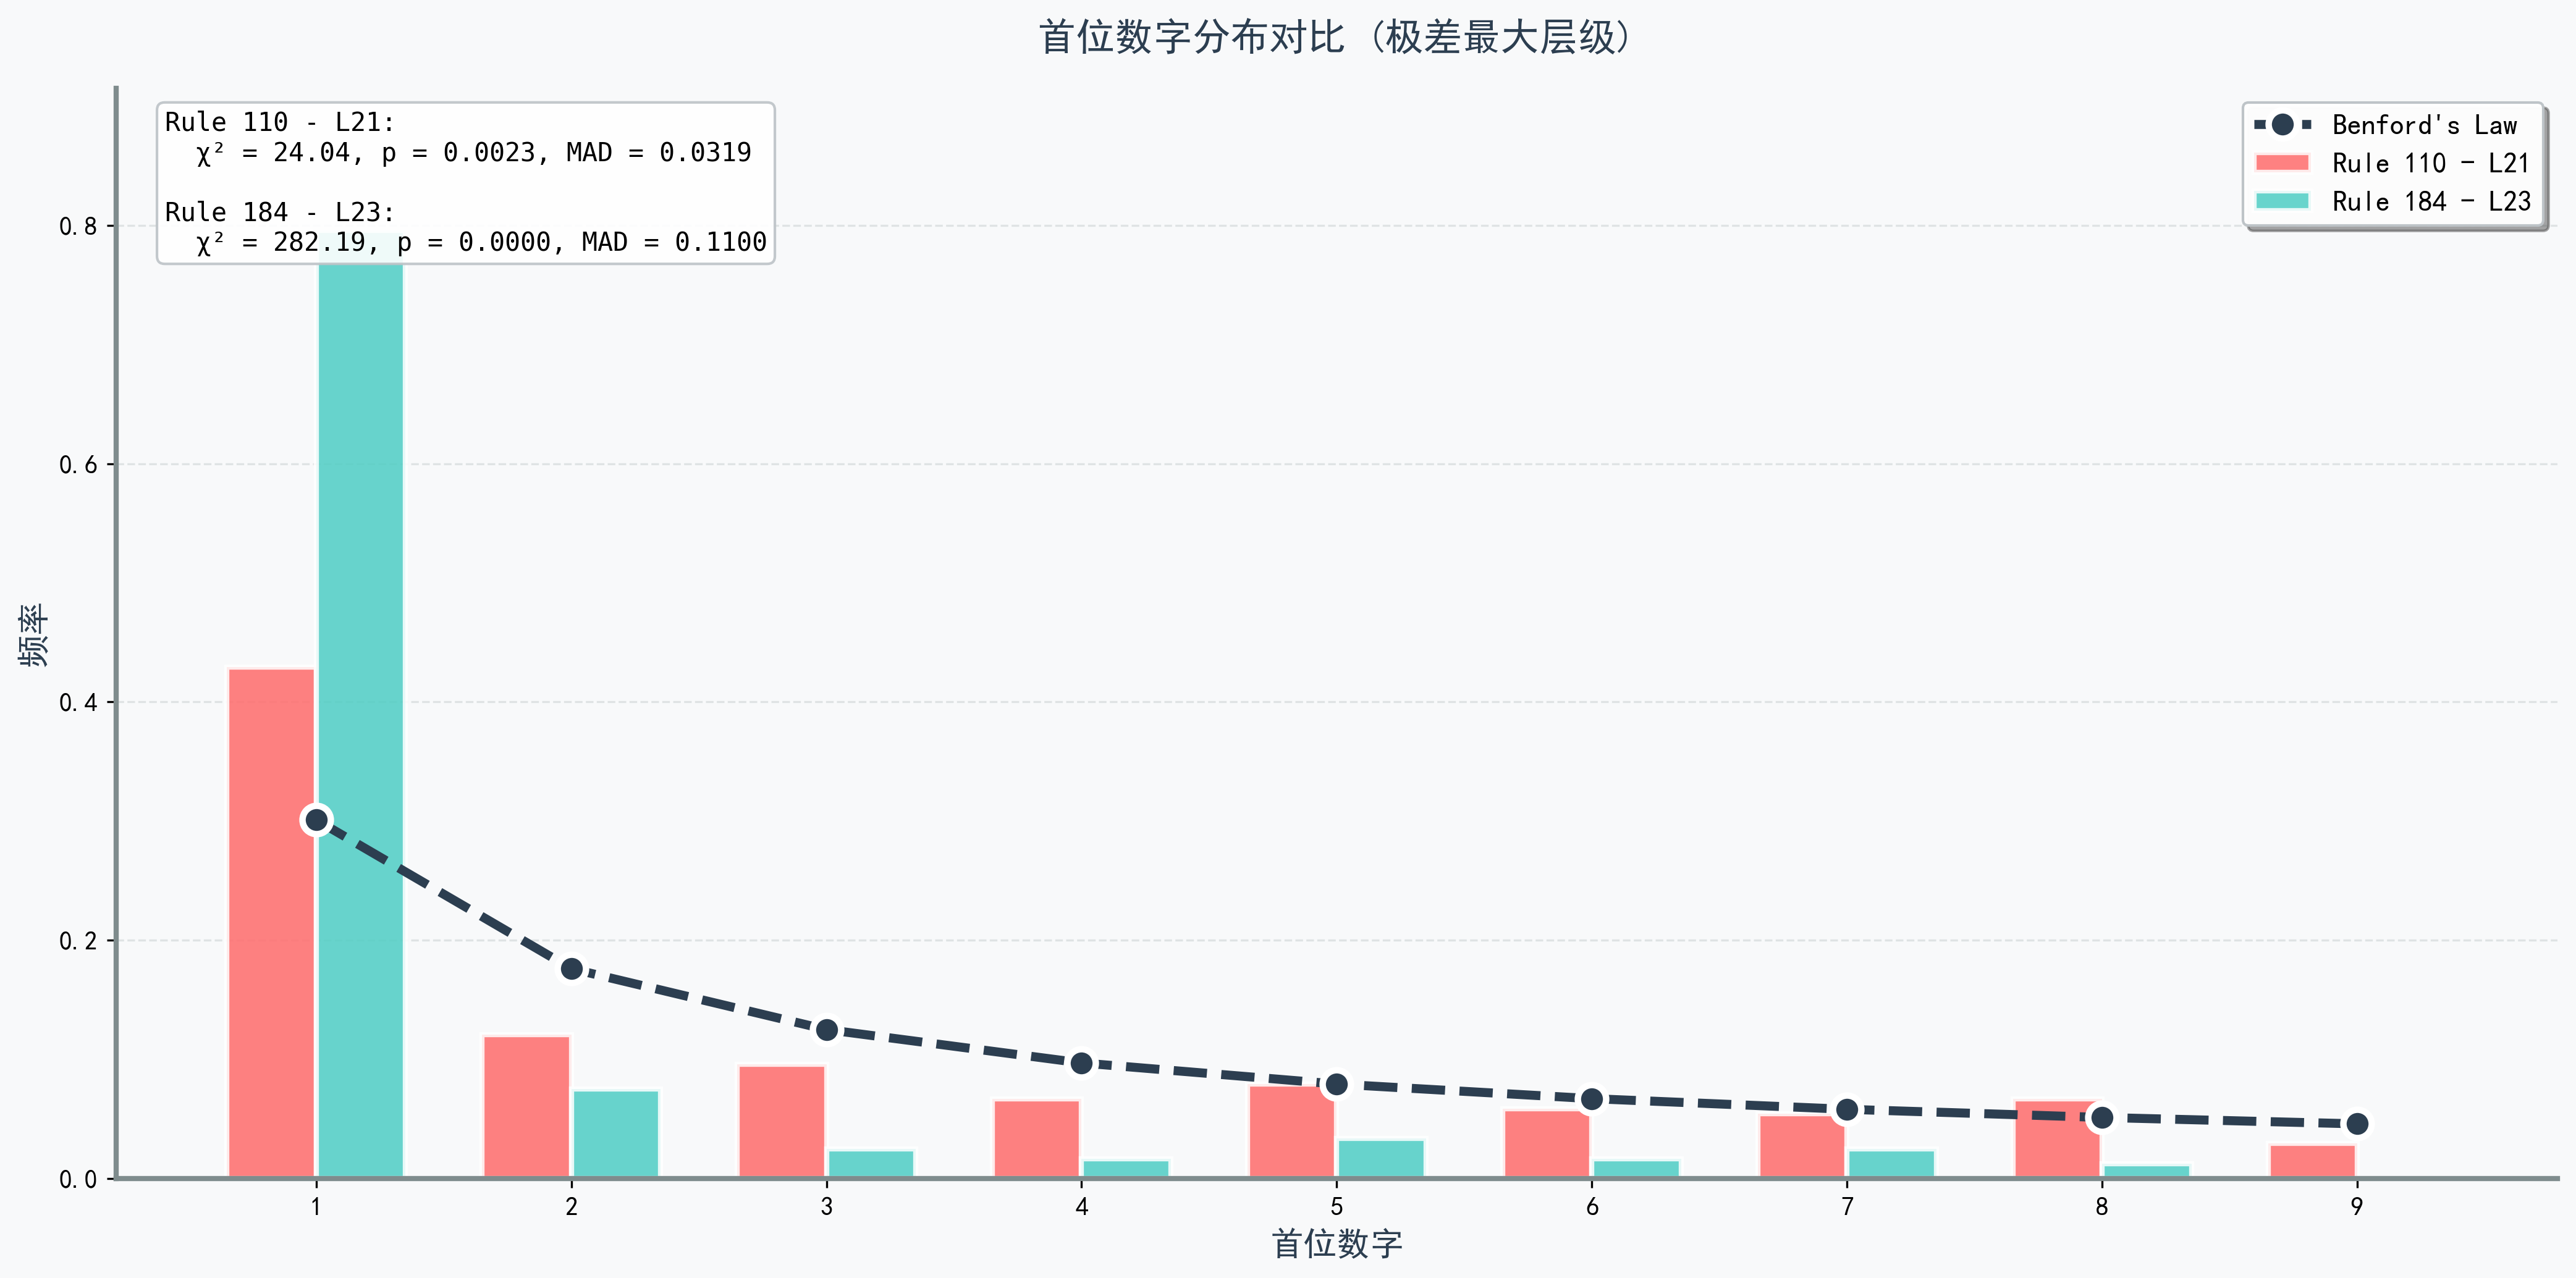 首位数字分布对比 (极差最大层级)
Rule 110 - L21:
χ² = 24.04, p = 0.0023, MAD = 0.0319
Rule 184 - L23:
χ² = 282.19, p = 0.0000, MAD = 0.1100
Benford's Law
Rule 110 - L21
Rule 184 - L23
频率
0.8
0.6
0.4
0.2
0.0
1 2 3 4 5 6 7 8 9
首位数字